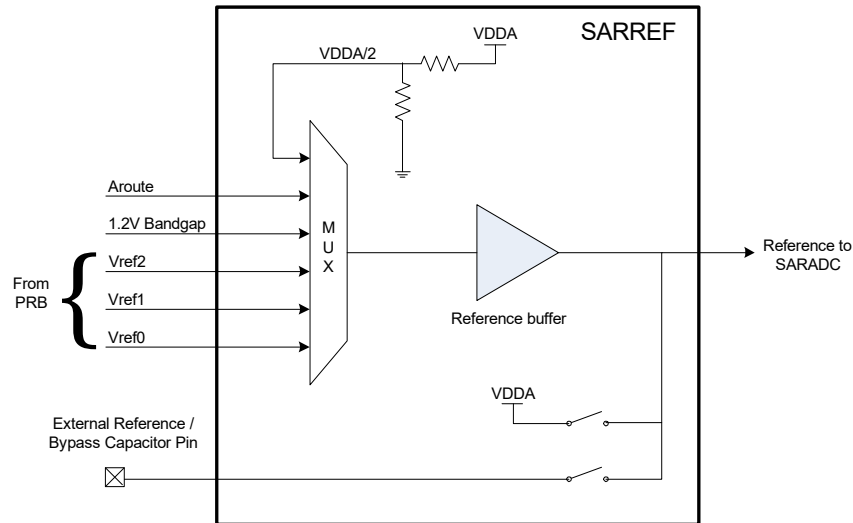 SARREF
VDDA
VDDA/2
Aroute
1.2V Bandgap
Vref2
Vref1
Vref0
From
PRB
M
U
X
Reference buffer
Reference to
SARADC
VDDA
External Reference /
Bypass Capacitor Pin